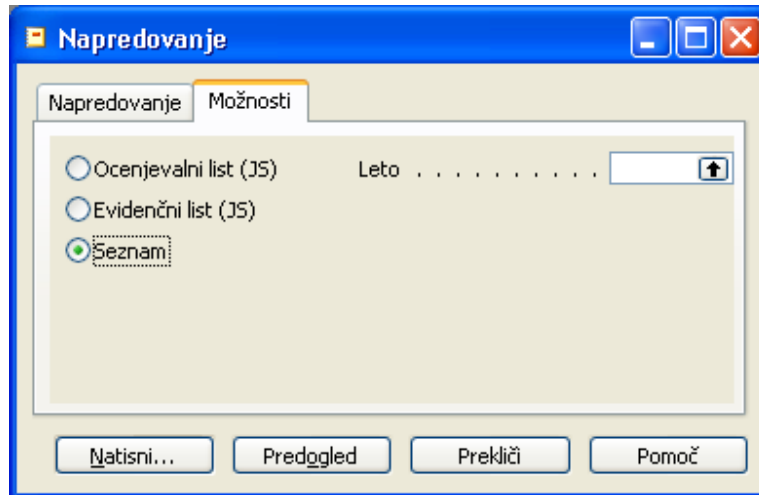 Napredovanje
Napredovanje Možnosti
Ocenjevalni list (JS) Leto . . . . . . . . . .
Evidenčni list (JS)
Seznam
Natisni... Predogled Prekliči Pomoč